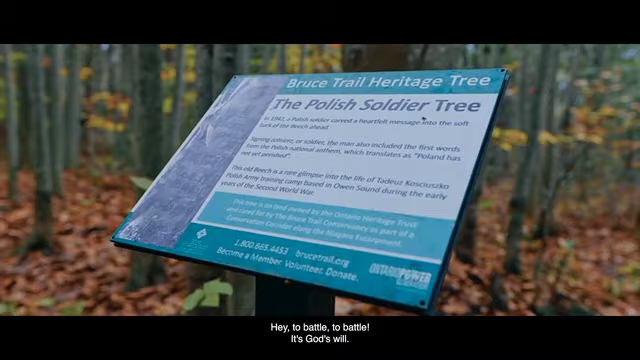 Bruce Trail Heritage Tree
The Polish Soldier Tree
In 1942, a Polish soldier carved a heartfelt message into the soft
bark of the Beech ahead.
Signing żołnierz, or soldier, the man also included the first words
from the Polish national anthem, which translates as "Poland has
not yet perished".
This old Beech is a rare glimpse into the life of Tadeusz Kosciuszko
Polish Army training camp based in Owen Sound during the early
years of the Second World War.
This tree is on land owned by the Ontario Heritage Trust
and cared for by The Bruce Trail Conservancy as part of a
Conservation Corridor along the Niagara Escarpment.
1.800.665.4453 brucetrail.org
Become a Member. Volunteer. Donate.
ONTARIOPOWER
Hey, to battle, to battle!
It's God's will.